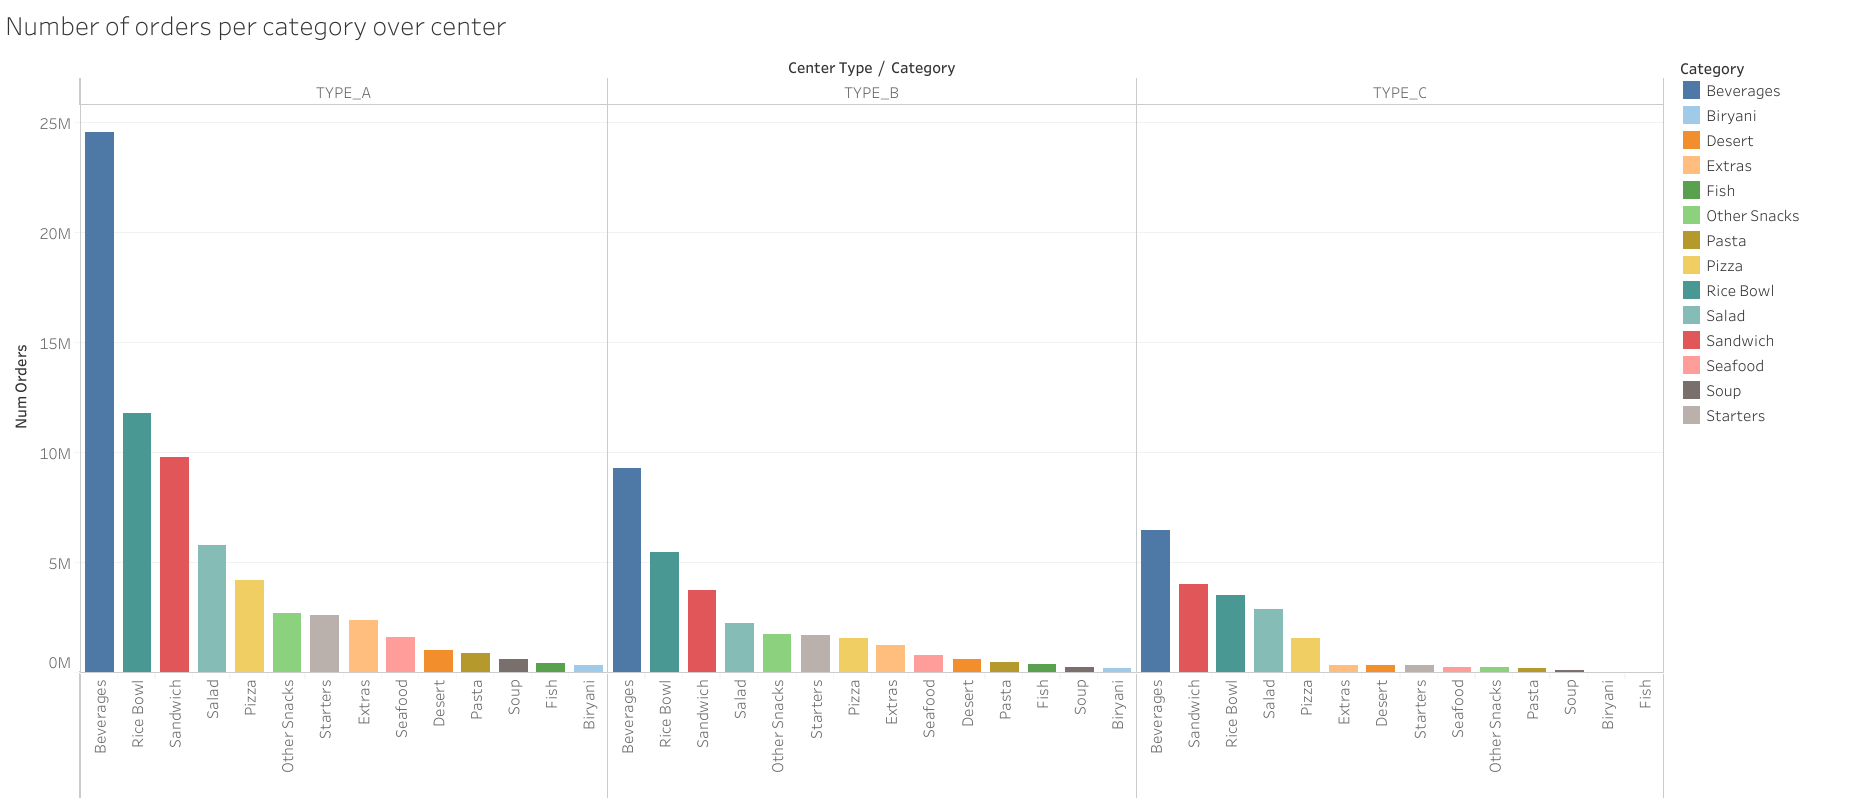 Number of orders per category over center
Center Type / Category
TYPE_A
TYPE_B
TYPE_C
Num Orders
25M
20M
15M
10M
5M
0M
Beverages
Rice Bowl
Sandwich
Salad
Pizza
Other Snacks
Starters
Extras
Seafood
Desert
Pasta
Soup
Fish
Biryani
Beverages
Rice Bowl
Sandwich
Salad
Other Snacks
Starters
Pizza
Extras
Seafood
Desert
Pasta
Fish
Soup
Biryani
Beverages
Sandwich
Rice Bowl
Salad
Pizza
Extras
Desert
Starters
Seafood
Other Snacks
Pasta
Soup
Biryani
Fish
Category
Beverages
Biryani
Desert
Extras
Fish
Other Snacks
Pasta
Pizza
Rice Bowl
Salad
Sandwich
Seafood
Soup
Starters